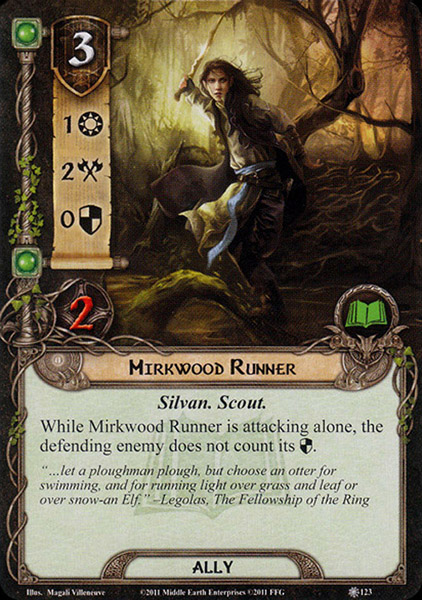 3
1
2
0
2
Mirkwood Runner
Silvan. Scout.
While Mirkwood Runner is attacking alone, the
defending enemy does not count its .
“...let a ploughman plough, but choose an otter for
swimming, and for running light over grass and leaf or
over snow-an Elf.” –Legolas, The Fellowship of the Ring
ALLY
Illus. Magali Villeneuve ©2011 Middle Earth Enterprises ©2011 FFG 123